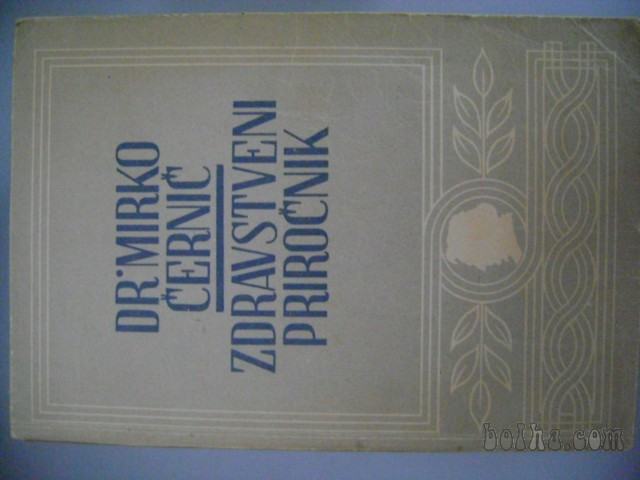 DR·MIRKO
ČERNIČ
ZDRAVSTVENI
PRIROČNIK
bolha.com